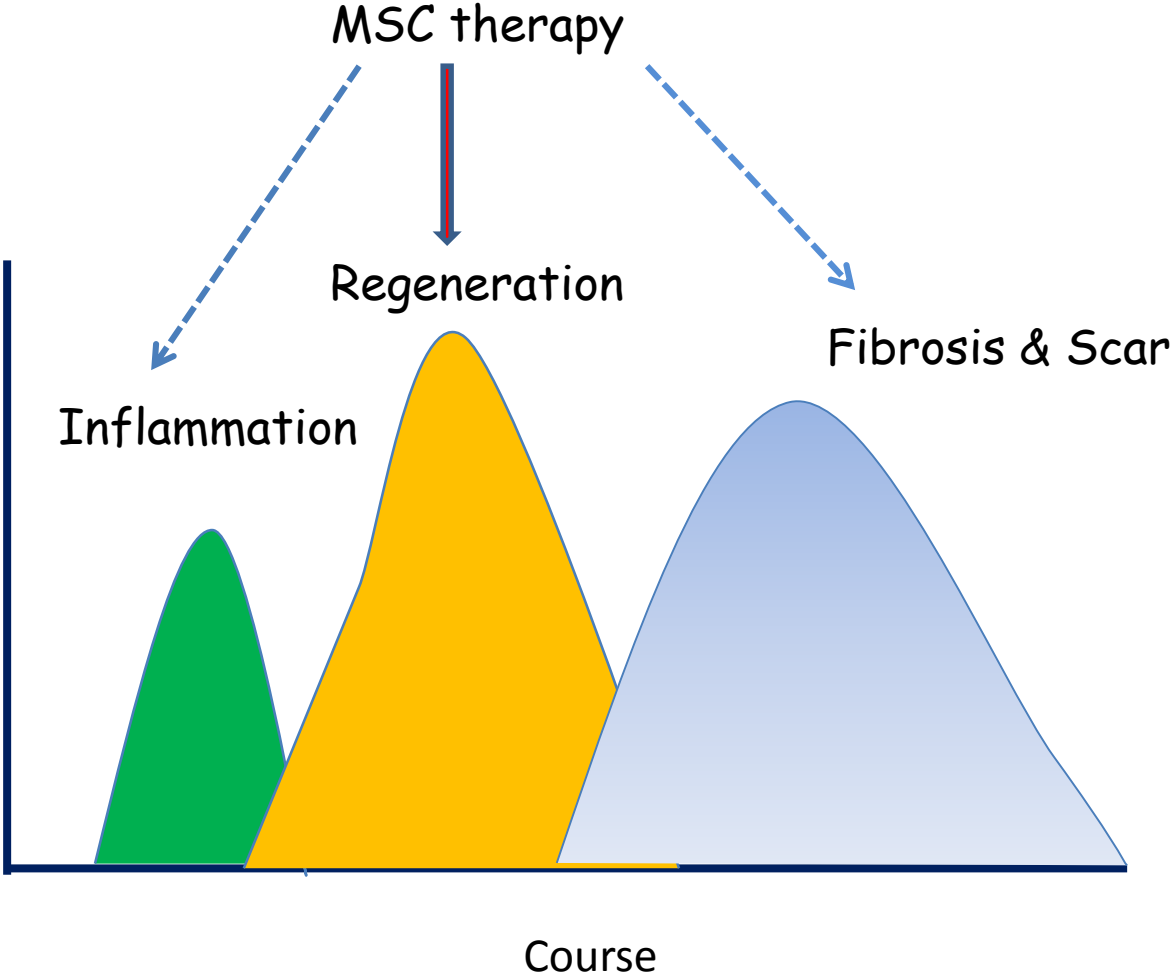 MSC therapy
Regeneration
Fibrosis & Scar
Inflammation
Course